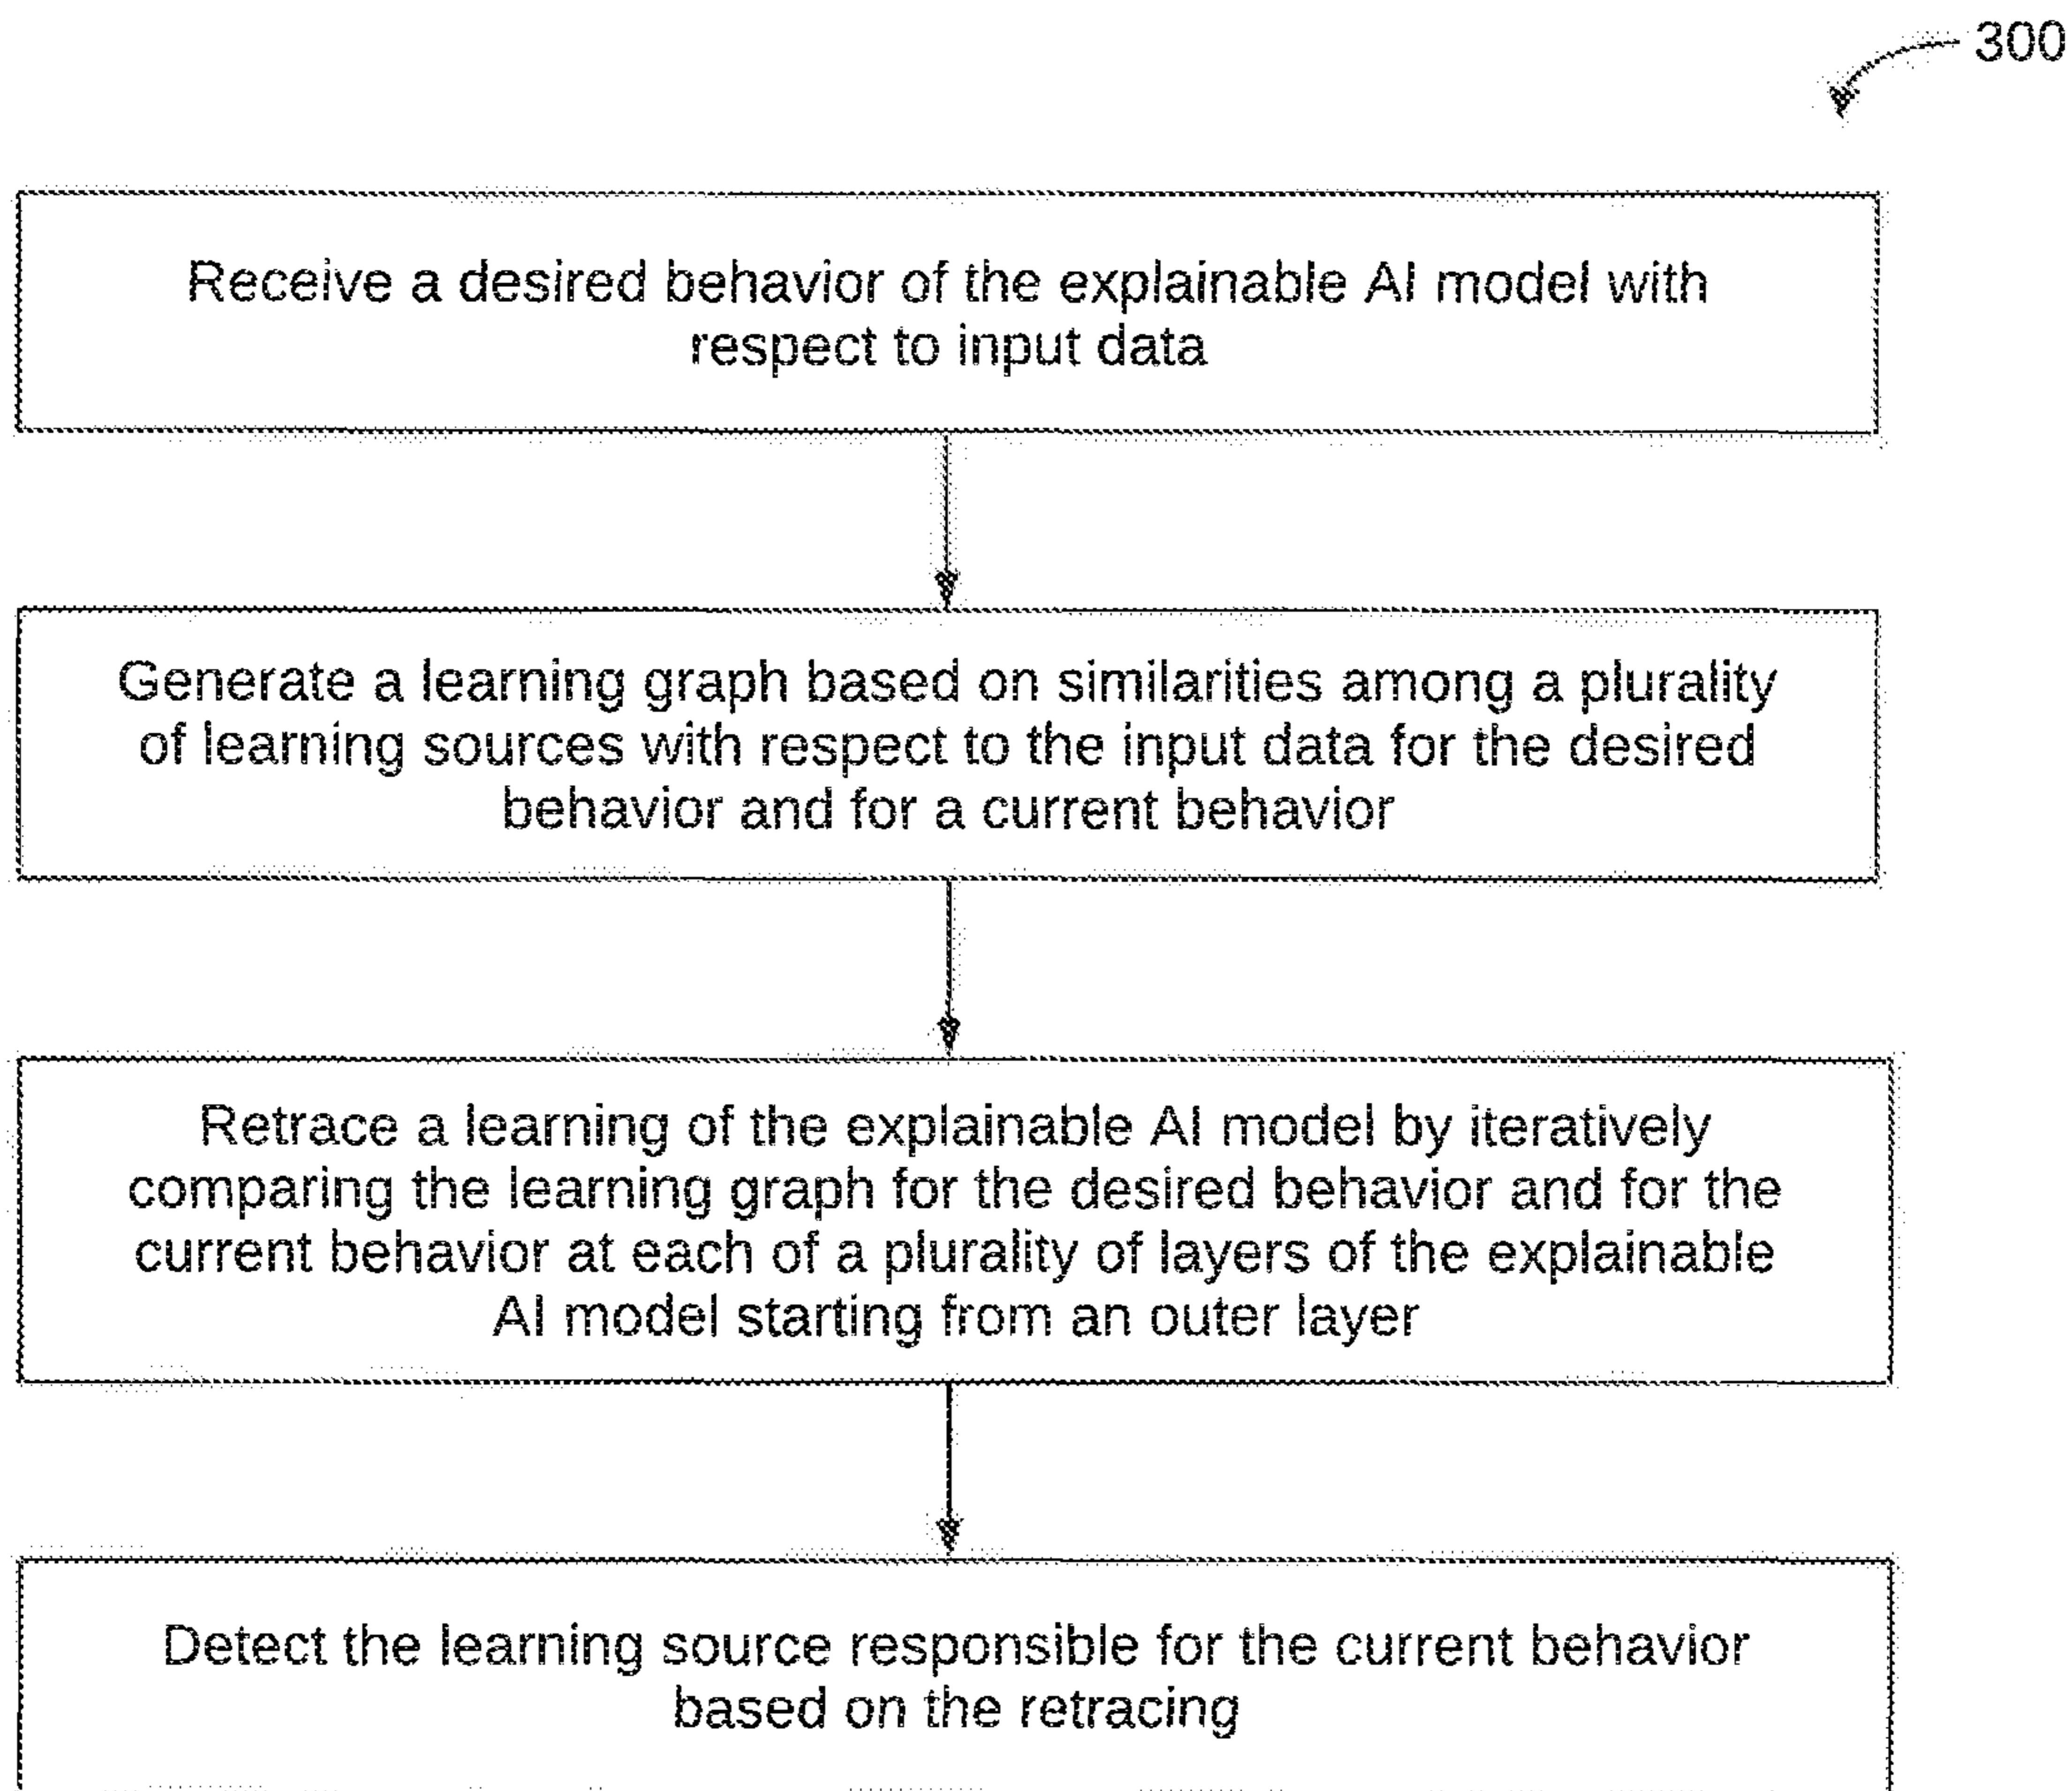 300
Receive a desired behavior of the explainable AI model with
respect to input data
Generate a learning graph based on similarities among a plurality
of learning sources with respect to the input data for the desired
behavior and for a current behavior
Retrace a learning of the explainable AI model by iteratively
comparing the learning graph for the desired behavior and for the
current behavior at each of a plurality of layers of the explainable
AI model starting from an outer layer
Detect the learning source responsible for the current behavior
based on the retracing